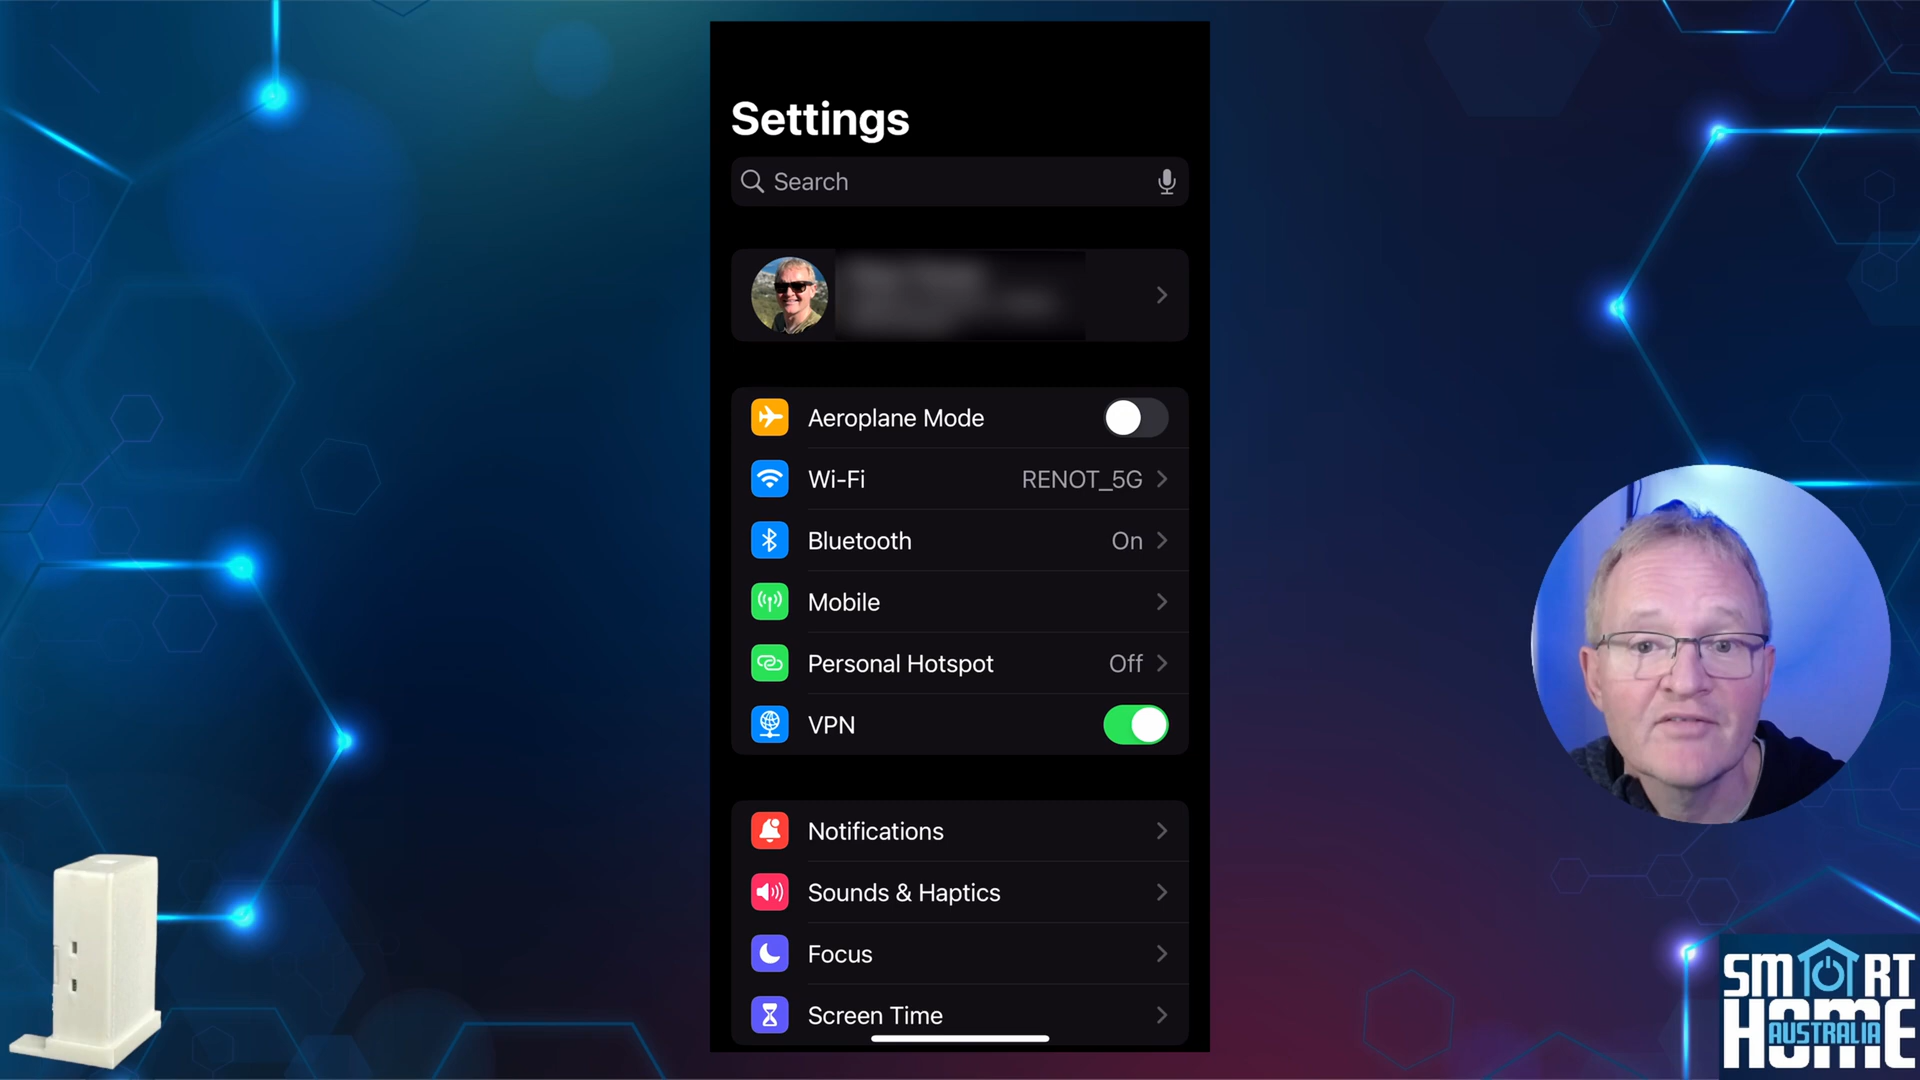 Settings
Search
Aeroplane Mode
Wi-Fi RENOT_5G
Bluetooth On
Mobile
Personal Hotspot Off
VPN
Notifications
Sounds & Haptics
Focus
Screen Time
SMART
HOME
AUSTRALIA